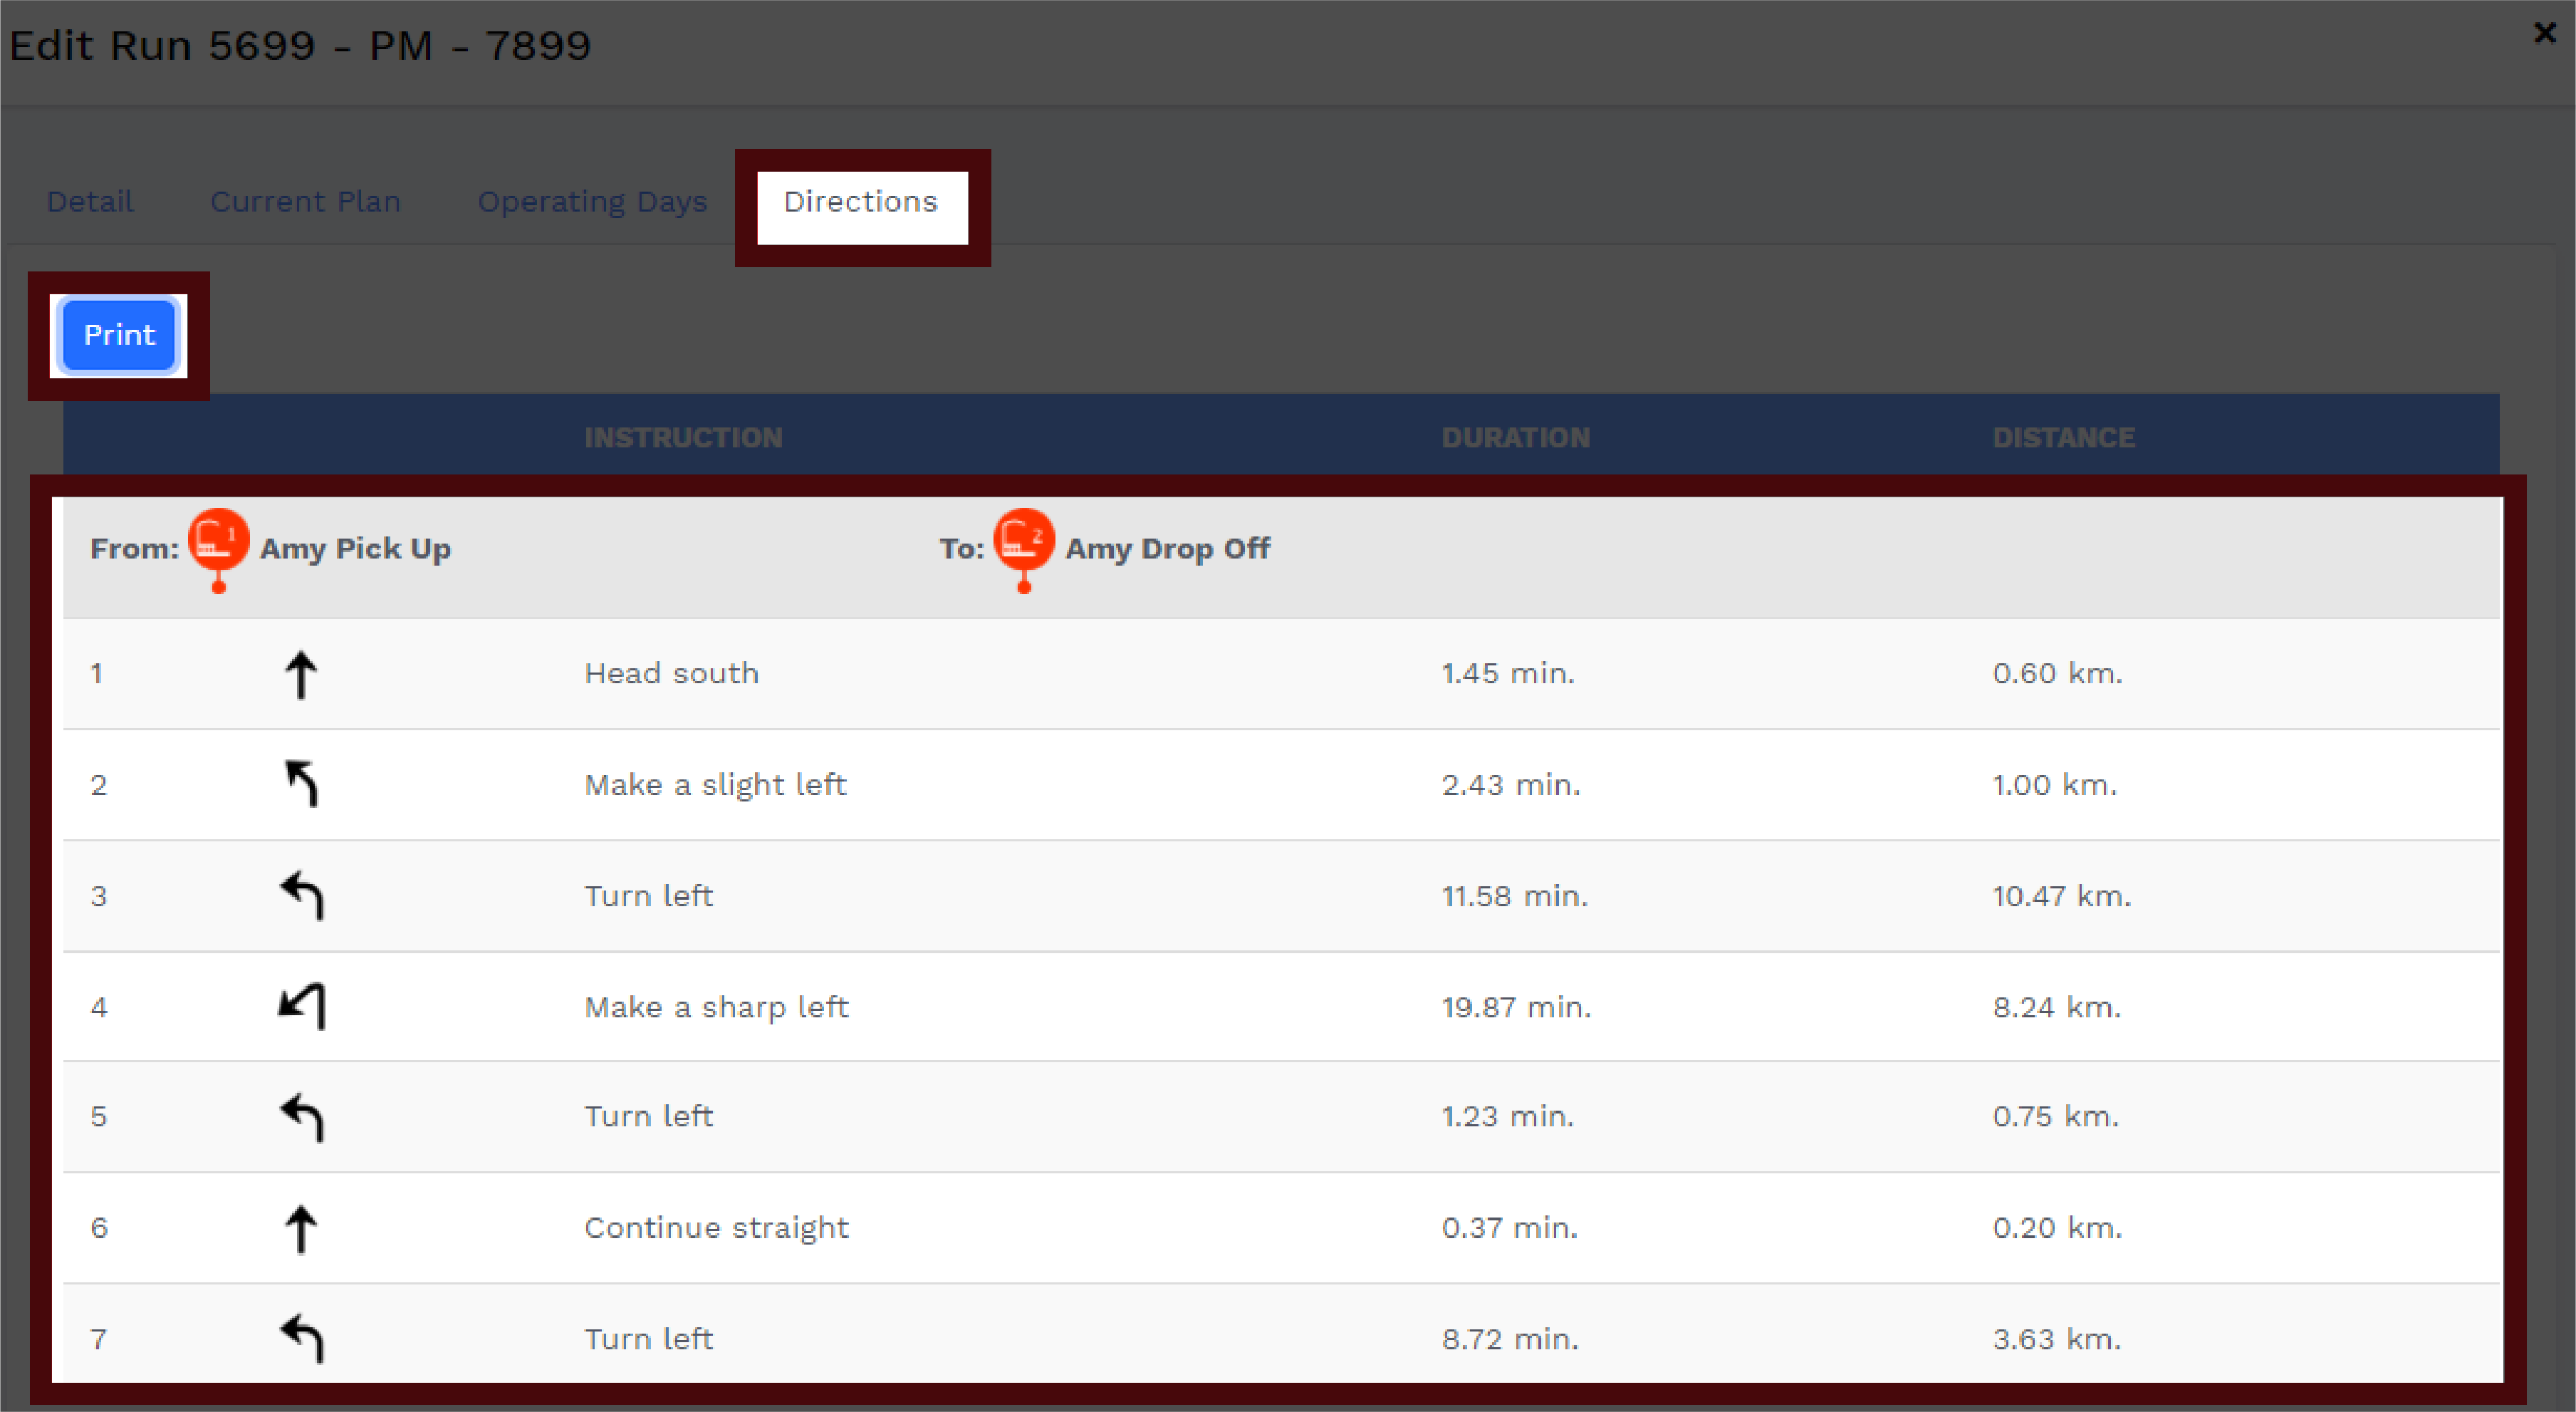 Edit Run 5699 - PM - 7899
Detail Current Plan Operating Days Directions
Print
INSTRUCTION DURATION DISTANCE
From: 1 Amy Pick Up To: 2 Amy Drop Off
1 Head south 1.45 min. 0.60 km.
2 Make a slight left 2.43 min. 1.00 km.
3 Turn left 11.58 min. 10.47 km.
4 Make a sharp left 19.87 min. 8.24 km.
5 Turn left 1.23 min. 0.75 km.
6 Continue straight 0.37 min. 0.20 km.
7 Turn left 8.72 min. 3.63 km.